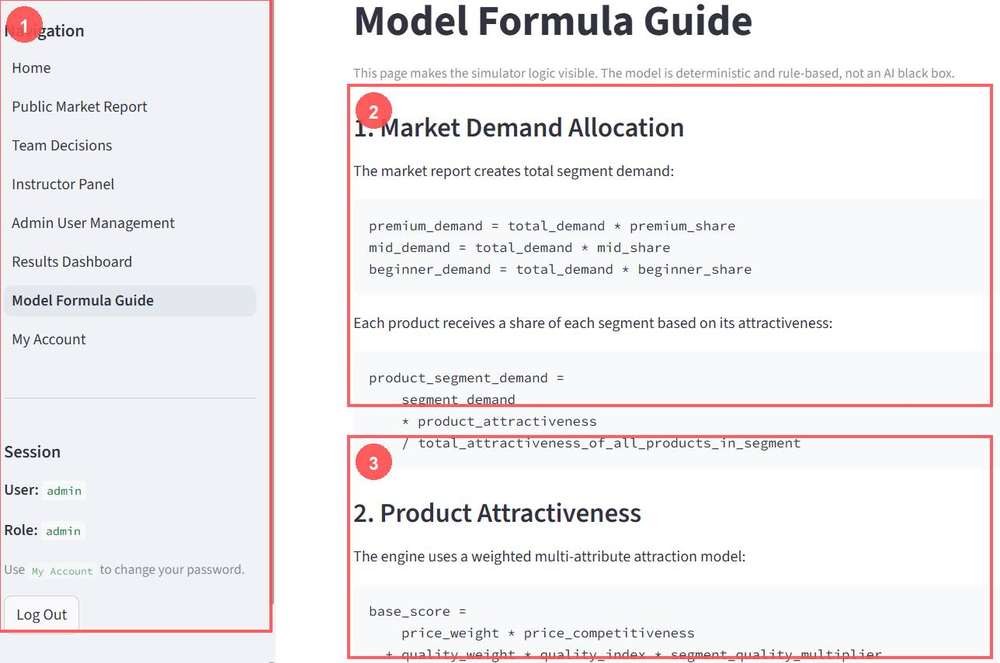 1
Navigation
Home
Public Market Report
Team Decisions
Instructor Panel
Admin User Management
Results Dashboard
Model Formula Guide
My Account
Session
User: admin
Role: admin
Use My Account to change your password.
Log Out
Model Formula Guide
This page makes the simulator logic visible. The model is deterministic and rule-based, not an AI black box.
2
1. Market Demand Allocation
The market report creates total segment demand:
premium_demand = total_demand * premium_share
mid_demand = total_demand * mid_share
beginner_demand = total_demand * beginner_share
Each product receives a share of each segment based on its attractiveness:
product_segment_demand =
    segment_demand
    * product_attractiveness
    / total_attractiveness_of_all_products_in_segment
3
2. Product Attractiveness
The engine uses a weighted multi-attribute attraction model:
base_score =
    price_weight * price_competitiveness
  + quality_weight * quality_index * segment_quality_multiplier